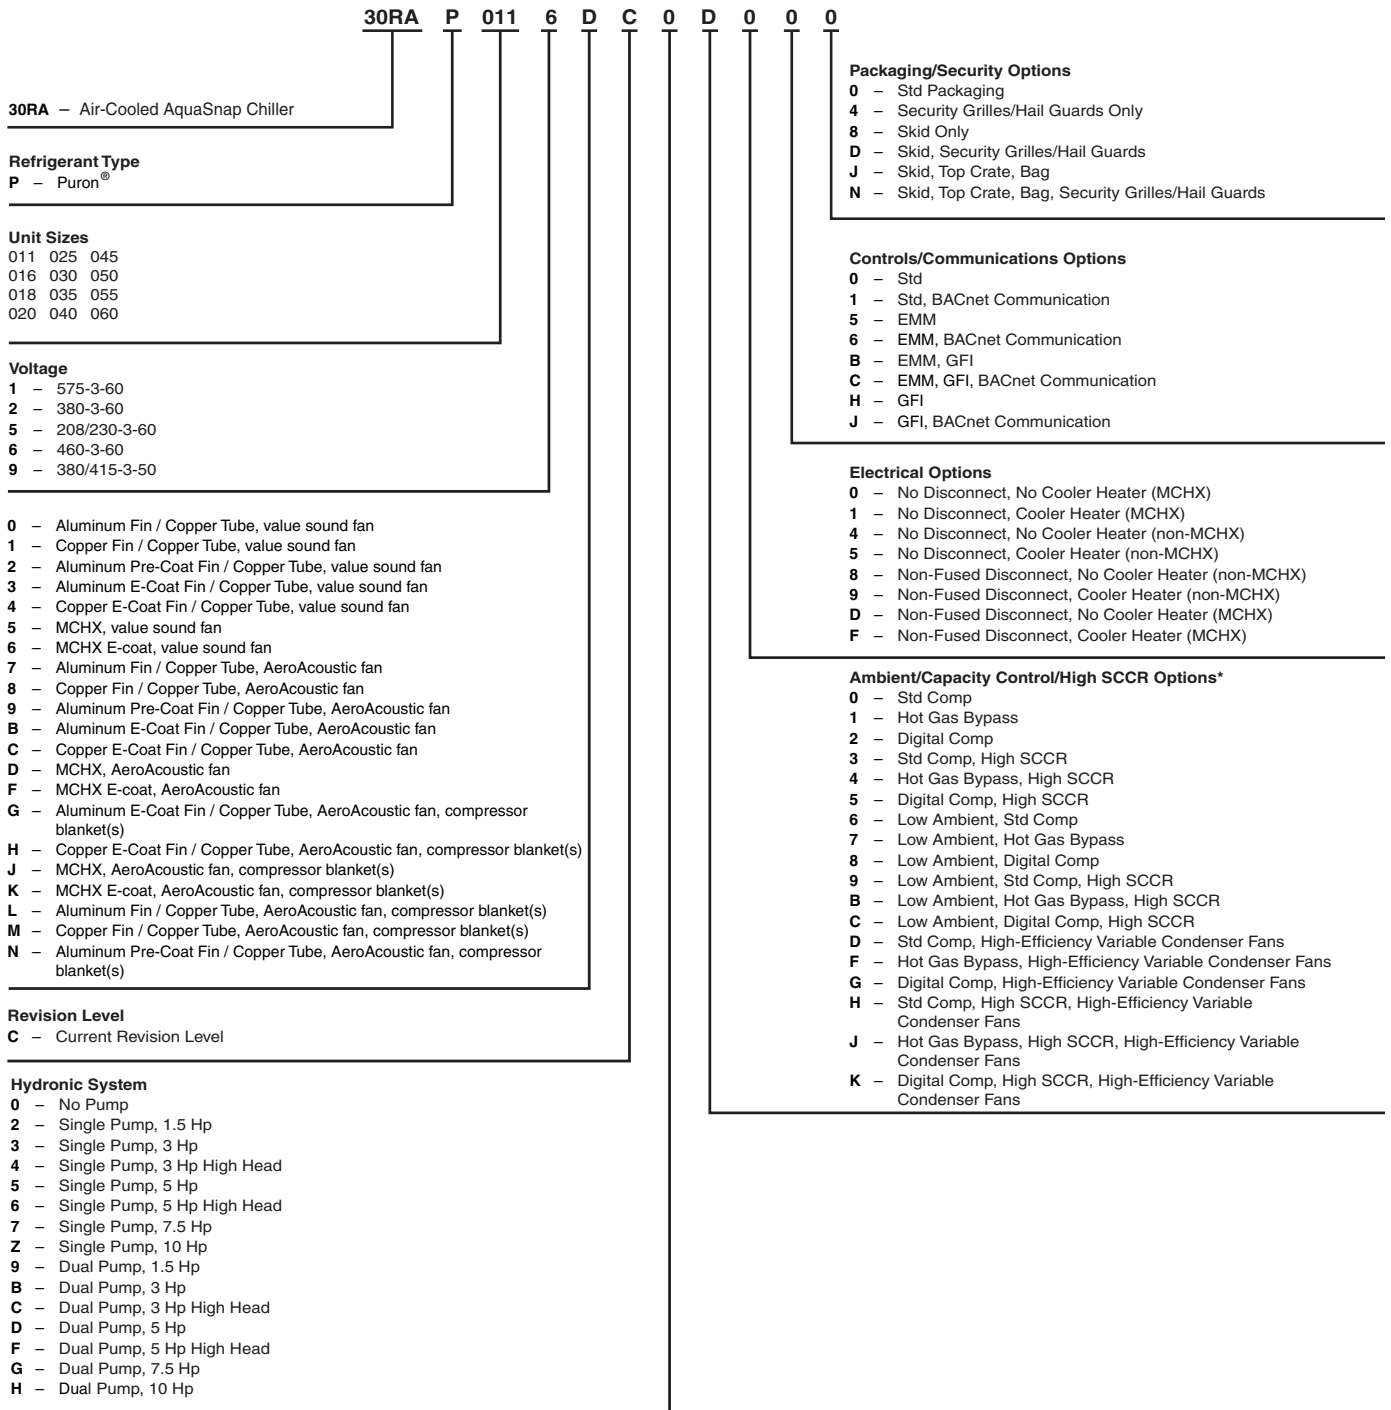 30RA P 011 6 D C 0 D 0 0 0
30RA – Air-Cooled AquaSnap Chiller
Refrigerant Type
P – Puron®
Unit Sizes
011 025 045
016 030 050
018 035 055
020 040 060
Voltage
1 – 575-3-60
2 – 380-3-60
5 – 208/230-3-60
6 – 460-3-60
9 – 380/415-3-50
0 – Aluminum Fin / Copper Tube, value sound fan
1 – Copper Fin / Copper Tube, value sound fan
2 – Aluminum Pre-Coat Fin / Copper Tube, value sound fan
3 – Aluminum E-Coat Fin / Copper Tube, value sound fan
4 – Copper E-Coat Fin / Copper Tube, value sound fan
5 – MCHX, value sound fan
6 – MCHX E-coat, value sound fan
7 – Aluminum Fin / Copper Tube, AeroAcoustic fan
8 – Copper Fin / Copper Tube, AeroAcoustic fan
9 – Aluminum Pre-Coat Fin / Copper Tube, AeroAcoustic fan
B – Aluminum E-Coat Fin / Copper Tube, AeroAcoustic fan
C – Copper E-Coat Fin / Copper Tube, AeroAcoustic fan
D – MCHX, AeroAcoustic fan
F – MCHX E-coat, AeroAcoustic fan
G – Aluminum E-Coat Fin / Copper Tube, AeroAcoustic fan, compressor
blanket(s)
H – Copper E-Coat Fin / Copper Tube, AeroAcoustic fan, compressor blanket(s)
J – MCHX, AeroAcoustic fan, compressor blanket(s)
K – MCHX E-coat, AeroAcoustic fan, compressor blanket(s)
L – Aluminum Fin / Copper Tube, AeroAcoustic fan, compressor blanket(s)
M – Copper Fin / Copper Tube, AeroAcoustic fan, compressor blanket(s)
N – Aluminum Pre-Coat Fin / Copper Tube, AeroAcoustic fan, compressor
blanket(s)
Revision Level
C – Current Revision Level
Hydronic System
0 – No Pump
2 – Single Pump, 1.5 Hp
3 – Single Pump, 3 Hp
4 – Single Pump, 3 Hp High Head
5 – Single Pump, 5 Hp
6 – Single Pump, 5 Hp High Head
7 – Single Pump, 7.5 Hp
Z – Single Pump, 10 Hp
9 – Dual Pump, 1.5 Hp
B – Dual Pump, 3 Hp
C – Dual Pump, 3 Hp High Head
D – Dual Pump, 5 Hp
F – Dual Pump, 5 Hp High Head
G – Dual Pump, 7.5 Hp
H – Dual Pump, 10 Hp
Packaging/Security Options
0 – Std Packaging
4 – Security Grilles/Hail Guards Only
8 – Skid Only
D – Skid, Security Grilles/Hail Guards
J – Skid, Top Crate, Bag
N – Skid, Top Crate, Bag, Security Grilles/Hail Guards
Controls/Communications Options
0 – Std
1 – Std, BACnet Communication
5 – EMM
6 – EMM, BACnet Communication
B – EMM, GFI
C – EMM, GFI, BACnet Communication
H – GFI
J – GFI, BACnet Communication
Electrical Options
0 – No Disconnect, No Cooler Heater (MCHX)
1 – No Disconnect, Cooler Heater (MCHX)
4 – No Disconnect, No Cooler Heater (non-MCHX)
5 – No Disconnect, Cooler Heater (non-MCHX)
8 – Non-Fused Disconnect, No Cooler Heater (non-MCHX)
9 – Non-Fused Disconnect, Cooler Heater (non-MCHX)
D – Non-Fused Disconnect, No Cooler Heater (MCHX)
F – Non-Fused Disconnect, Cooler Heater (MCHX)
Ambient/Capacity Control/High SCCR Options*
0 – Std Comp
1 – Hot Gas Bypass
2 – Digital Comp
3 – Std Comp, High SCCR
4 – Hot Gas Bypass, High SCCR
5 – Digital Comp, High SCCR
6 – Low Ambient, Std Comp
7 – Low Ambient, Hot Gas Bypass
8 – Low Ambient, Digital Comp
9 – Low Ambient, Std Comp, High SCCR
B – Low Ambient, Hot Gas Bypass, High SCCR
C – Low Ambient, Digital Comp, High SCCR
D – Std Comp, High-Efficiency Variable Condenser Fans
F – Hot Gas Bypass, High-Efficiency Variable Condenser Fans
G – Digital Comp, High-Efficiency Variable Condenser Fans
H – Std Comp, High SCCR, High-Efficiency Variable
Condenser Fans
J – Hot Gas Bypass, High SCCR, High-Efficiency Variable
Condenser Fans
K – Digital Comp, High SCCR, High-Efficiency Variable
Condenser Fans